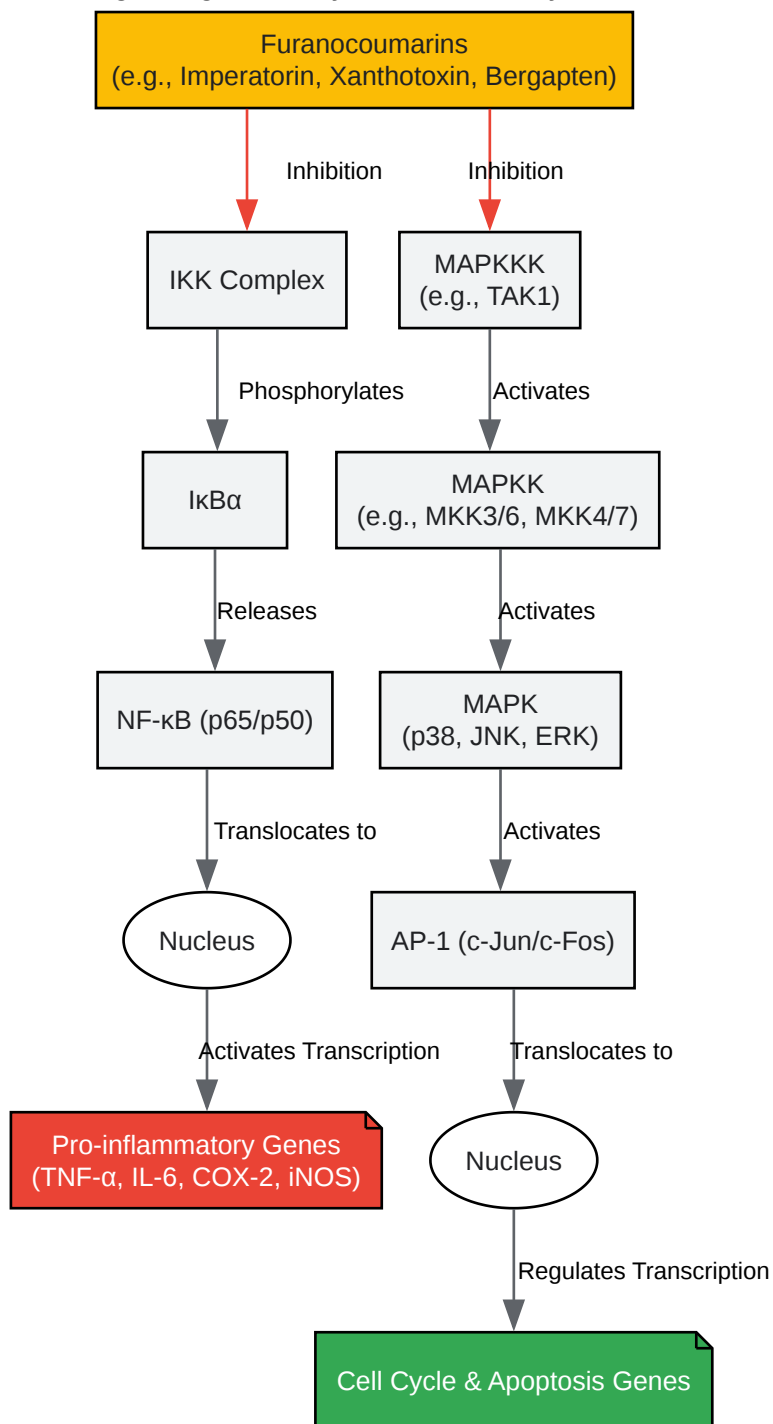 Furanocoumarins
(e.g., Imperatorin, Xanthotoxin, Bergapten)
Inhibition
Inhibition
IKK Complex
MAPKKK
(e.g., TAK1)
Phosphorylates
Activates
IκBα
MAPKK
(e.g., MKK3/6, MKK4/7)
Releases
Activates
NF-κB (p65/p50)
MAPK
(p38, JNK, ERK)
Translocates to
Activates
Nucleus
AP-1 (c-Jun/c-Fos)
Activates Transcription
Translocates to
Pro-inflammatory Genes
(TNF-α, IL-6, COX-2, iNOS)
Nucleus
Regulates Transcription
Cell Cycle & Apoptosis Genes